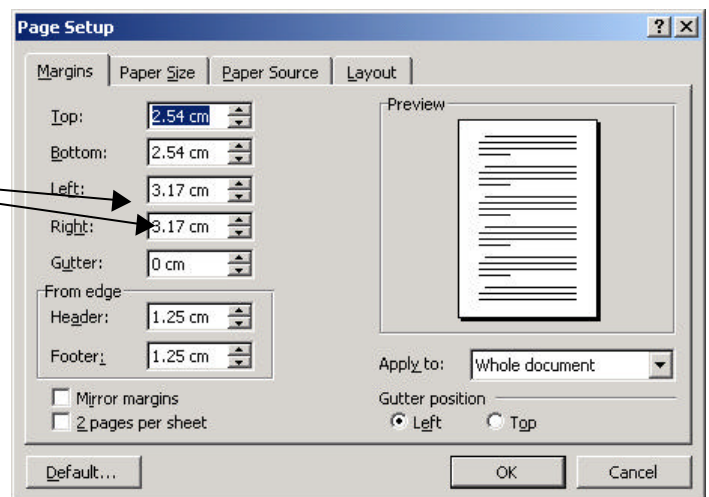 Page Setup
Margins Paper Size Paper Source Layout
Top: 2.54 cm
Bottom: 2.54 cm
Left: 3.17 cm
Right: 3.17 cm
Gutter: 0 cm
From edge
Header: 1.25 cm
Footer: 1.25 cm
Mirror margins
2 pages per sheet
Preview
Apply to: Whole document
Gutter position
Left Top
Default... OK Cancel